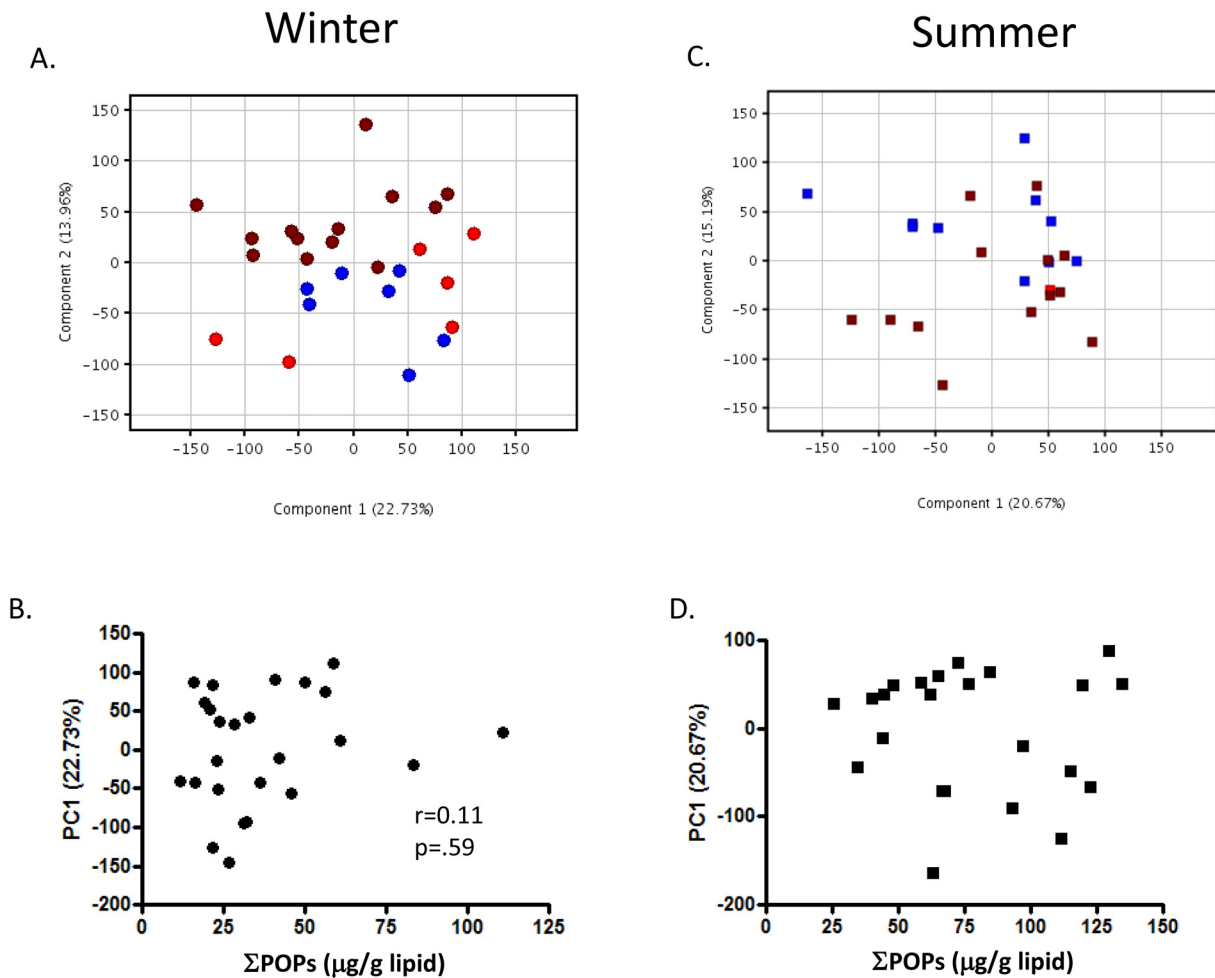 Winter
Summer
A.
C.
150
100
50
0
−50
−100
−150
Component 2 (13.96%)
−150 −100 −50 0 50 100 150
Component 1 (22.73%)
150
100
50
0
−50
−100
−150
Component 2 (15.19%)
−150 −100 −50 0 50 100 150
Component 1 (20.67%)
B.
D.
150
100
50
0
-50
-100
-150
-200
PC1 (22.73%)
r=0.11
p=.59
0 25 50 75 100 125
ΣPOPs (μg/g lipid)
100
0
-100
-200
PC1 (20.67%)
0 25 50 75 100 125 150
ΣPOPs (μg/g lipid)